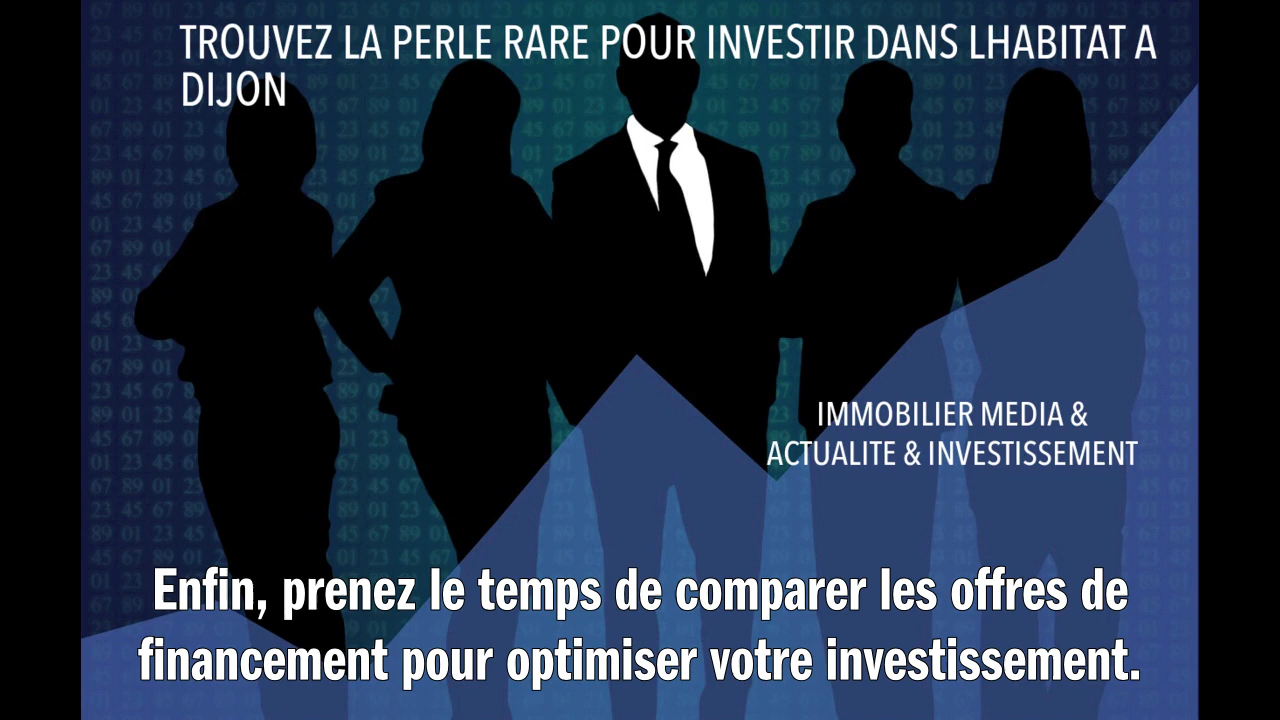 TROUVEZ LA PERLE RARE POUR INVESTIR DANS LHABITAT A
DIJON
IMMOBILIER MEDIA &
ACTUALITE & INVESTISSEMENT
Enfin, prenez le temps de comparer les offres de
financement pour optimiser votre investissement.